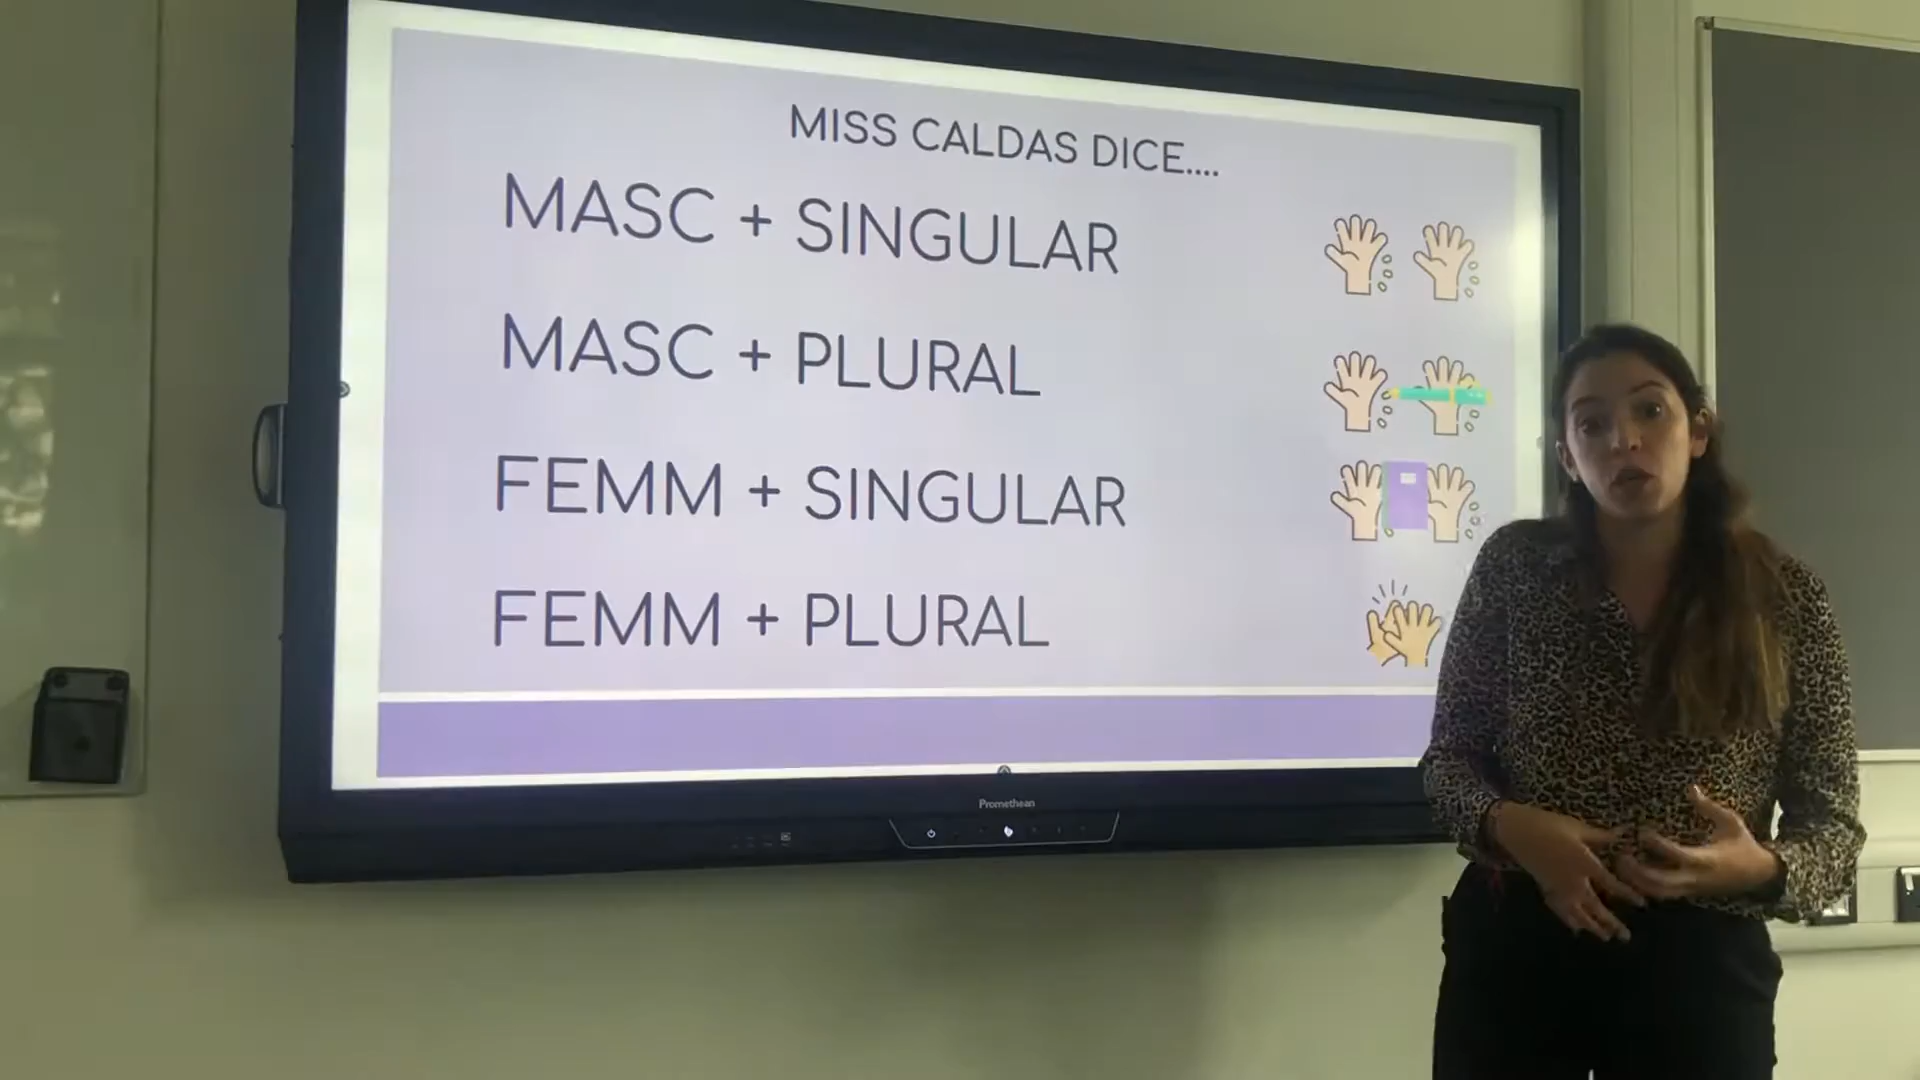 MISS CALDAS DICE....
MASC + SINGULAR
MASC + PLURAL
FEMM + SINGULAR
FEMM + PLURAL
Promethean